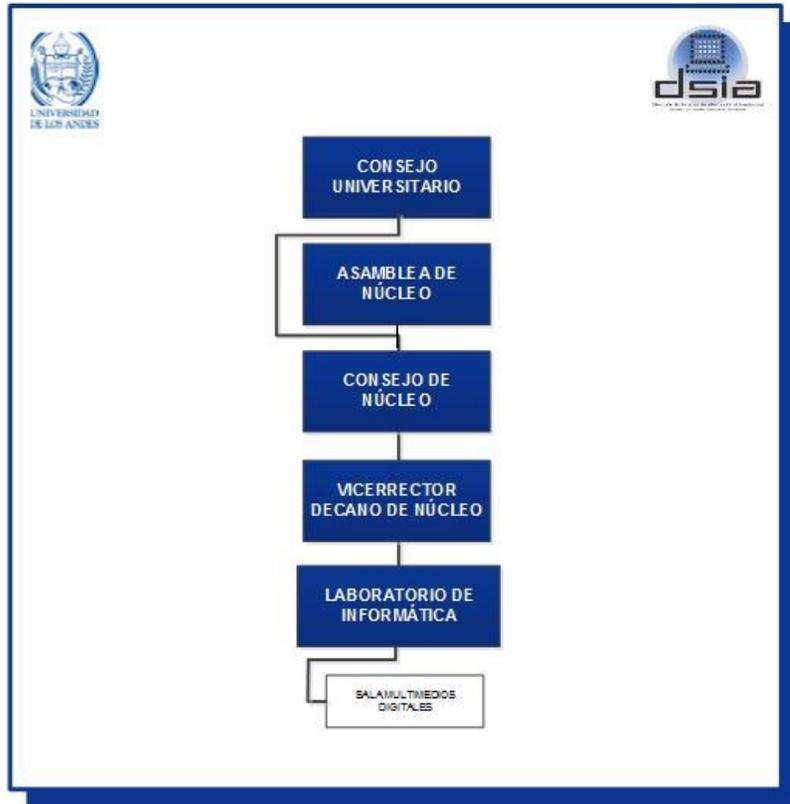 UNIVERSIDAD
DE LOS ANDES
dsia
CONSEJO
UNIVERSITARIO
ASAMBLEA DE
NÚCLEO
CONSEJO DE
NÚCLEO
VICERRECTOR
DECANO DE NÚCLEO
LABORATORIO DE
INFORMÁTICA
SALA MULTIMEDIOS
DIGITALES